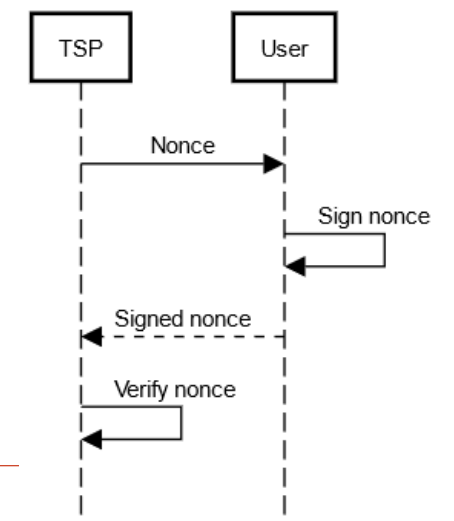 TSP
User
Nonce
Sign nonce
Signed nonce
Verify nonce